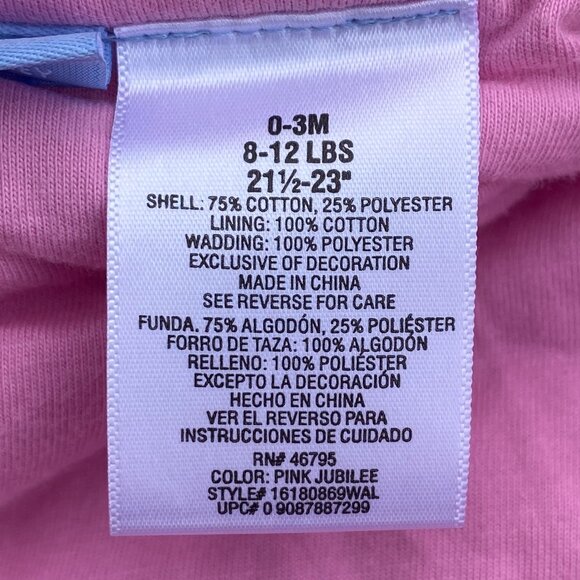 0-3M
8-12 LBS
21½-23"
SHELL: 75% COTTON, 25% POLYESTER
LINING: 100% COTTON
WADDING: 100% POLYESTER
EXCLUSIVE OF DECORATION
MADE IN CHINA
SEE REVERSE FOR CARE
FUNDA. 75% ALGODÓN, 25% POLIÉSTER
FORRO DE TAZA: 100% ALGODÓN
RELLENO: 100% POLIÉSTER
EXCEPTO LA DECORACIÓN
HECHO EN CHINA
VER EL REVERSO PARA
INSTRUCCIONES DE CUIDADO
RN# 46795
COLOR: PINK JUBILEE
STYLE# 16180869WAL
UPC# 0 9087887299